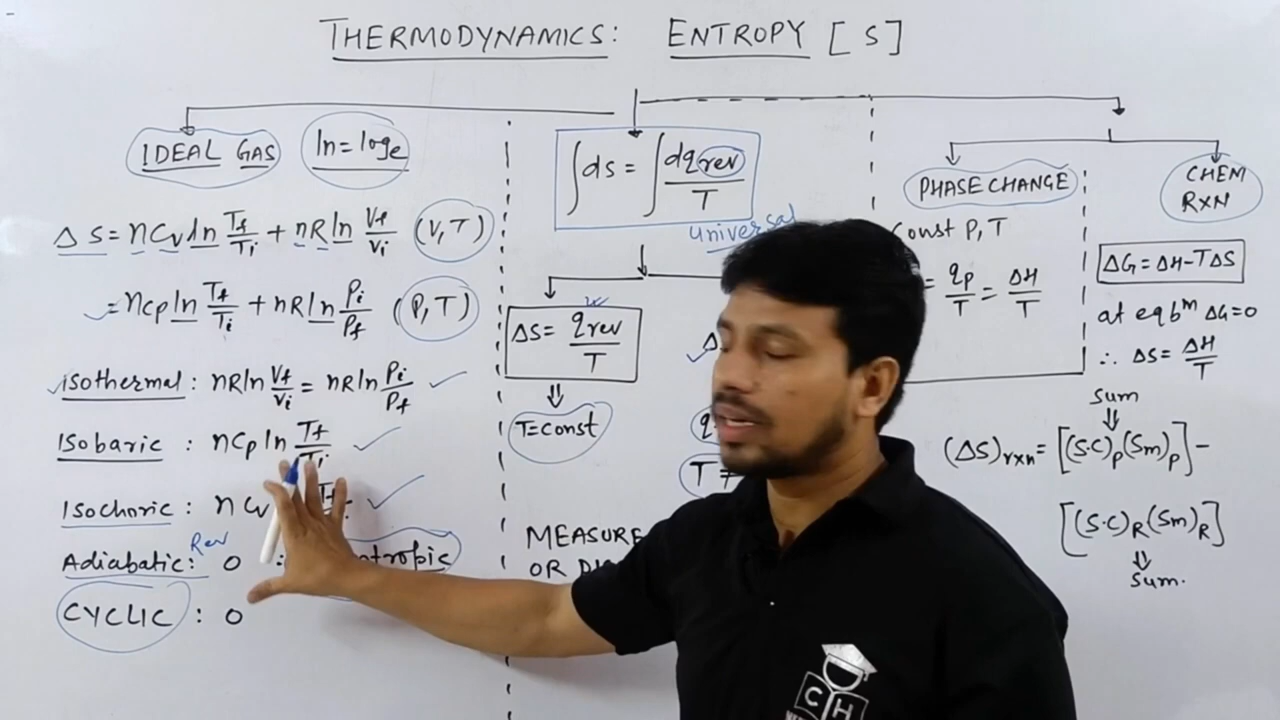 THERMODYNAMICS: ENTROPY [S]
IDEAL GAS
ln = logₑ
ΔS = nCv ln Tf/Ti + nR ln Vf/Vi (V,T)
= nCp ln Tf/Ti + nR ln Pi/Pf (P,T)
Isothermal: nR ln Vf/Vi = nR ln Pi/Pf
Isobaric : nCp ln Tf/Ti
Isochoric : nCv
Adiabatic: Rev 0
CYCLIC : 0
∫ds = ∫dqrev/T
universal
ΔS = qrev/T
T=const
MEASURE
OR
PHASE CHANGE
Const P, T
= qP/T = ΔH/T
CHEM
RXN
ΔG = ΔH-TΔS
at eqbm ΔG=0
∴ ΔS = ΔH/T
Sum
(ΔS)rxn = [(S.C)P(Sm)P] -
[(S.C)R(Sm)R]
Sum.
C H